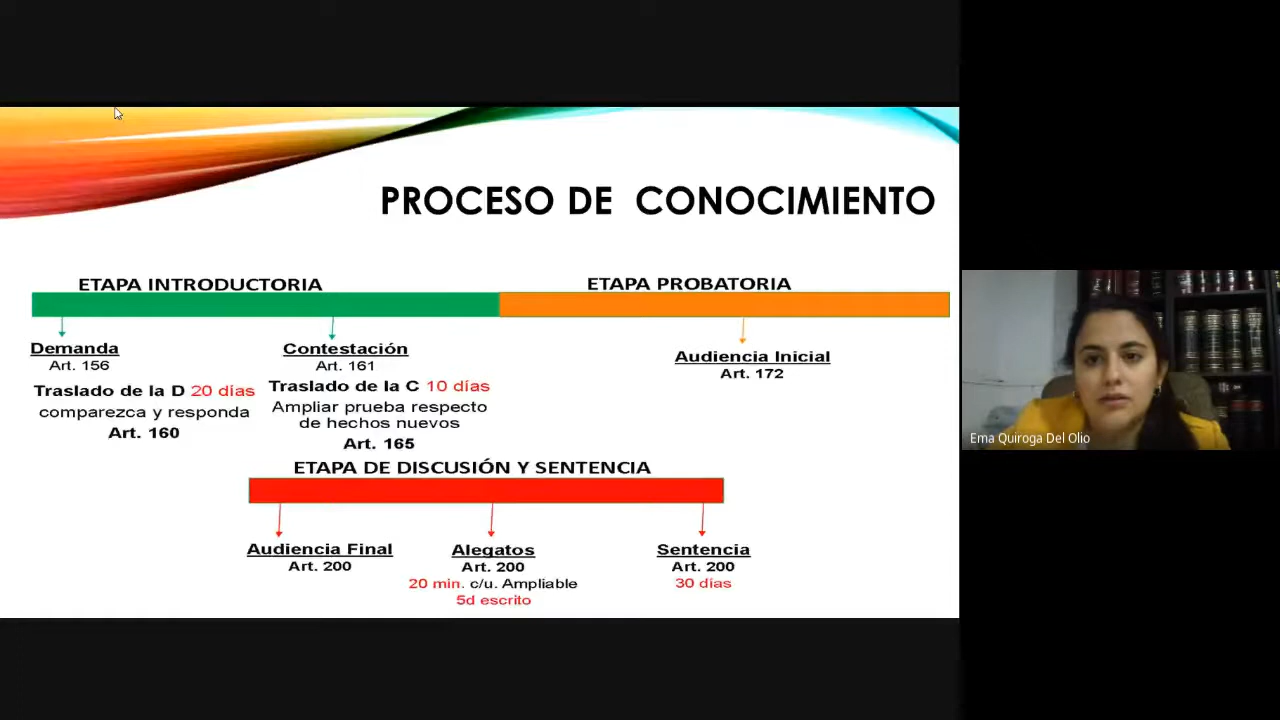 PROCESO DE CONOCIMIENTO
ETAPA INTRODUCTORIA
ETAPA PROBATORIA
Demanda
Art. 156
Traslado de la D 20 días
comparezca y responda
Art. 160
Contestación
Art. 161
Traslado de la C 10 días
Ampliar prueba respecto
de hechos nuevos
Art. 165
Audiencia Inicial
Art. 172
ETAPA DE DISCUSIÓN Y SENTENCIA
Audiencia Final
Art. 200
Alegatos
Art. 200
20 min. c/u. Ampliable
5d escrito
Sentencia
Art. 200
30 días
Ema Quiroga Del Olio